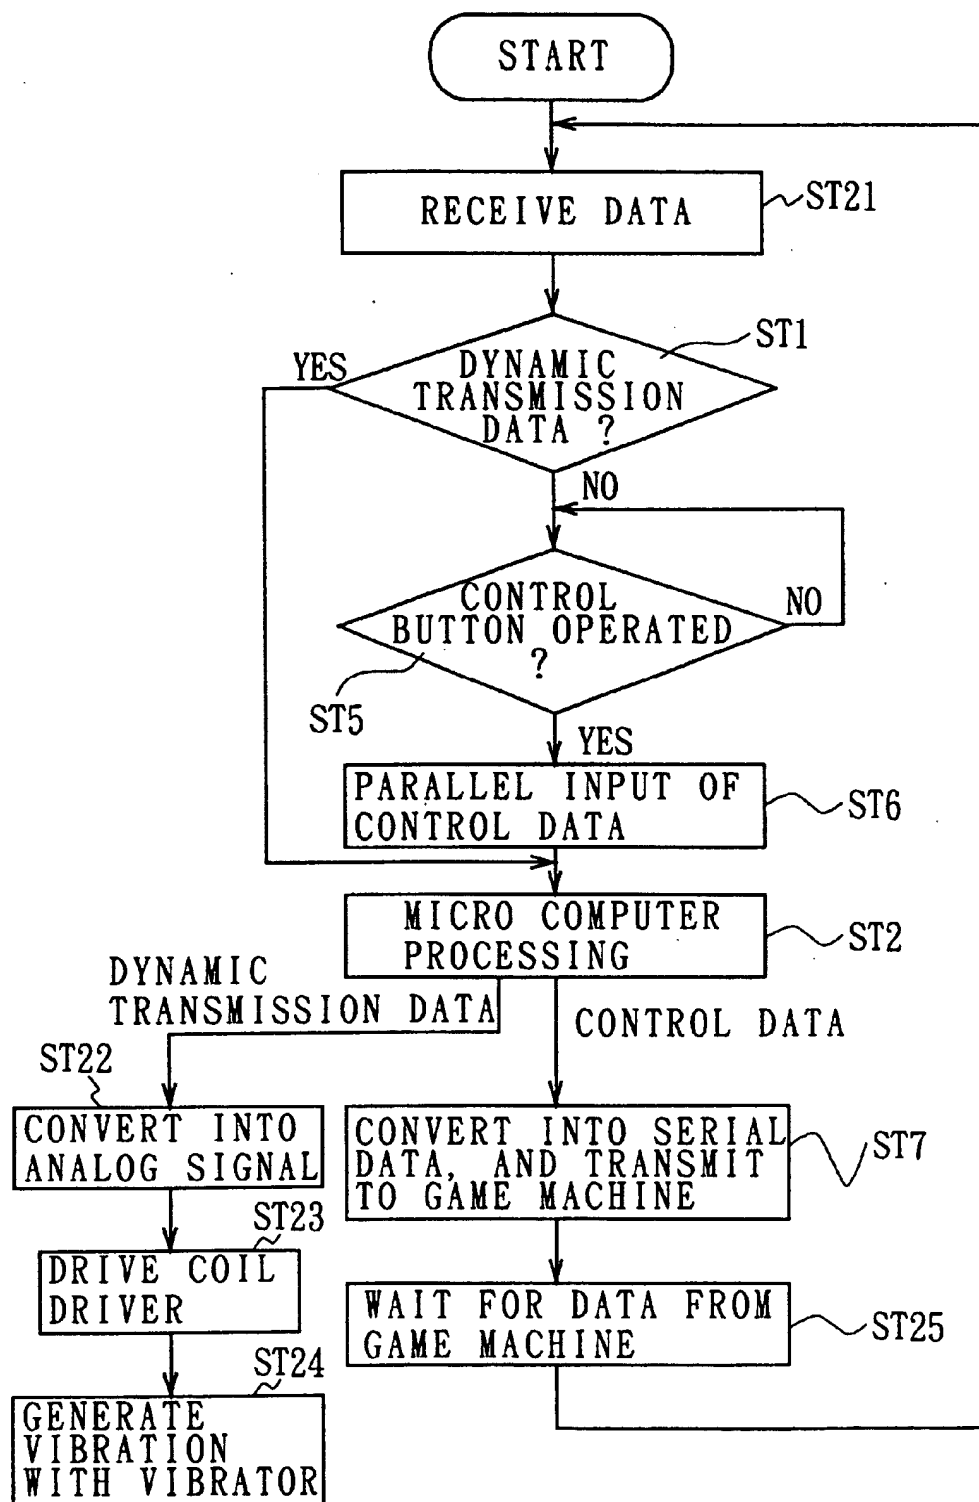 START
RECEIVE DATA
ST21
ST1
YES
DYNAMIC
TRANSMISSION
DATA ?
NO
CONTROL
BUTTON OPERATED
?
NO
ST5
YES
PARALLEL INPUT OF
CONTROL DATA
ST6
MICRO COMPUTER
PROCESSING
ST2
DYNAMIC
TRANSMISSION DATA
CONTROL DATA
ST22
CONVERT INTO
ANALOG SIGNAL
CONVERT INTO SERIAL
DATA, AND TRANSMIT
TO GAME MACHINE
ST7
ST23
DRIVE COIL
DRIVER
WAIT FOR DATA FROM
GAME MACHINE
ST25
ST24
GENERATE
VIBRATION
WITH VIBRATOR